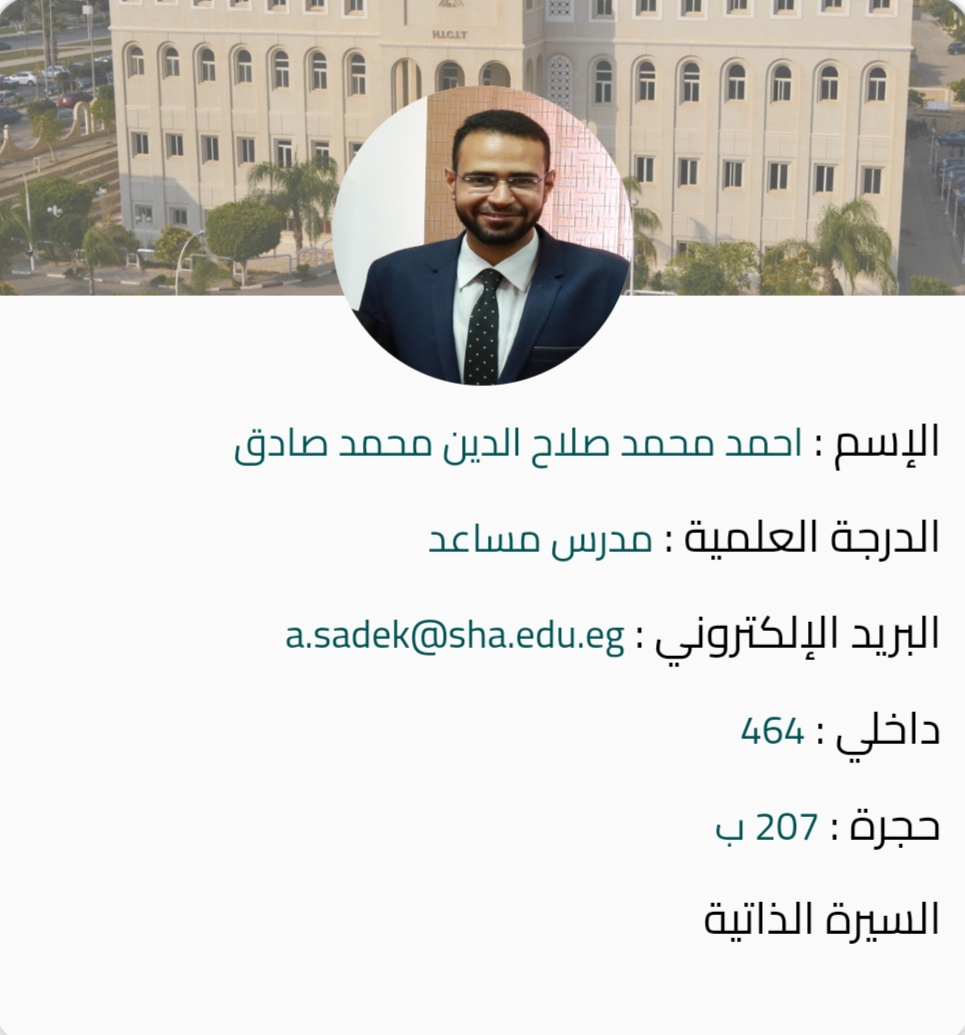 H.I.C.I.T
الإسم : احمد محمد صلاح الدين محمد صادق
الدرجة العلمية : مدرس مساعد
البريد الإلكتروني : a.sadek@sha.edu.eg
داخلي : 464
حجرة : 207 ب
السيرة الذاتية